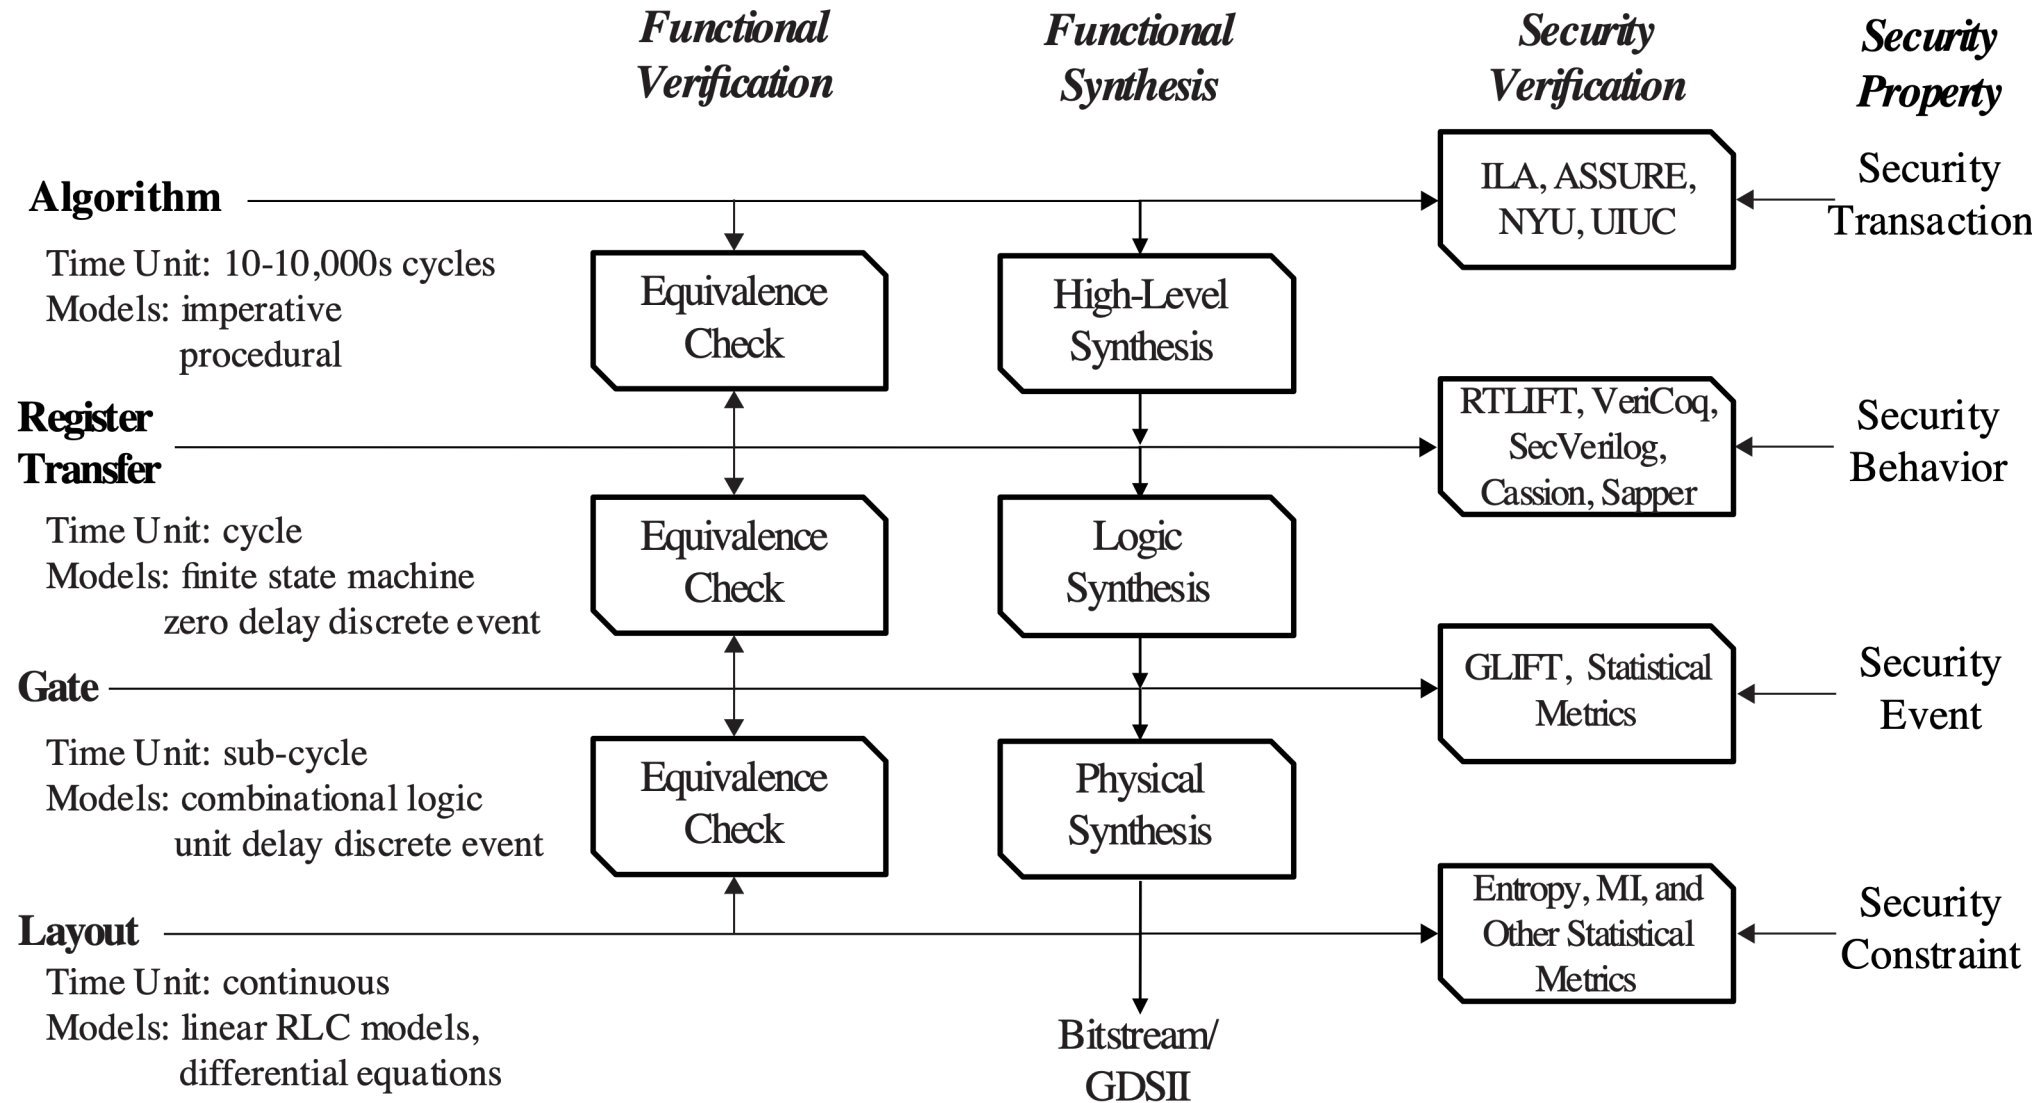 Functional
Verification
Functional
Synthesis
Security
Verification
Security
Property
Algorithm
Time Unit: 10-10,000s cycles
Models: imperative
procedural
Equivalence
Check
High-Level
Synthesis
ILA, ASSURE,
NYU, UIUC
Security
Transaction
Register
Transfer
Time Unit: cycle
Models: finite state machine
zero delay discrete event
Equivalence
Check
Logic
Synthesis
RTLIFT, VeriCoq,
SecVerilog,
Cassion, Sapper
Security
Behavior
Gate
Time Unit: sub-cycle
Models: combinational logic
unit delay discrete event
Equivalence
Check
Physical
Synthesis
GLIFT, Statistical
Metrics
Security
Event
Layout
Time Unit: continuous
Models: linear RLC models,
differential equations
Bitstream/
GDSII
Entropy, MI, and
Other Statistical
Metrics
Security
Constraint